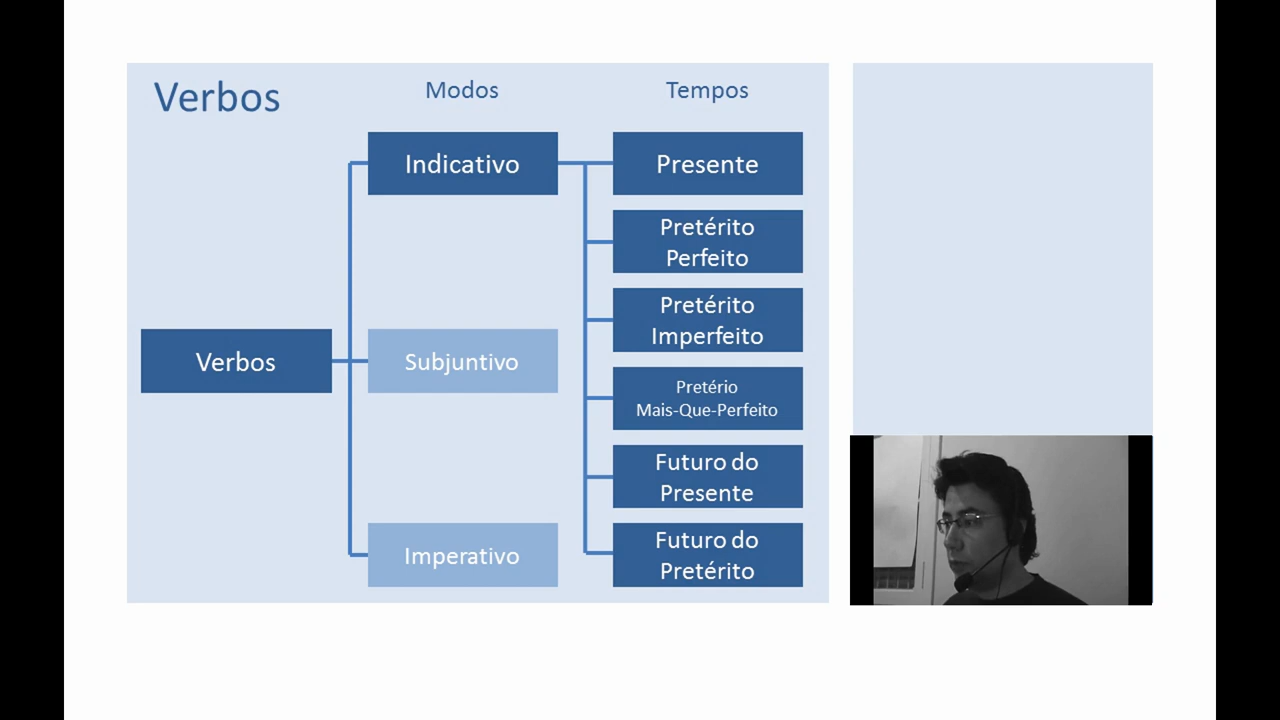 Verbos
Modos
Tempos
Indicativo
Presente
Pretérito
Perfeito
Pretérito
Imperfeito
Verbos
Subjuntivo
Pretério
Mais-Que-Perfeito
Futuro do
Presente
Imperativo
Futuro do
Pretérito